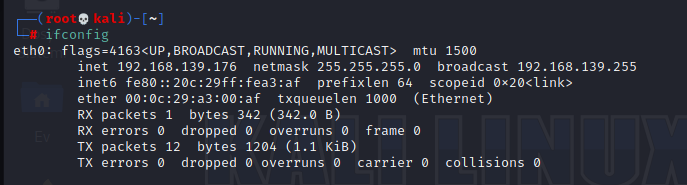 ┌──(root💀kali)-[~]
└─# ifconfig
eth0: flags=4163<UP,BROADCAST,RUNNING,MULTICAST>  mtu 1500
        inet 192.168.139.176  netmask 255.255.255.0  broadcast 192.168.139.255
        inet6 fe80::20c:29ff:fea3:af  prefixlen 64  scopeid 0×20<link>
        ether 00:0c:29:a3:00:af  txqueuelen 1000  (Ethernet)
        RX packets 1  bytes 342 (342.0 B)
        RX errors 0  dropped 0  overruns 0  frame 0
        TX packets 12  bytes 1204 (1.1 KiB)
        TX errors 0  dropped 0 overruns 0  carrier 0  collisions 0
KALI LINUX